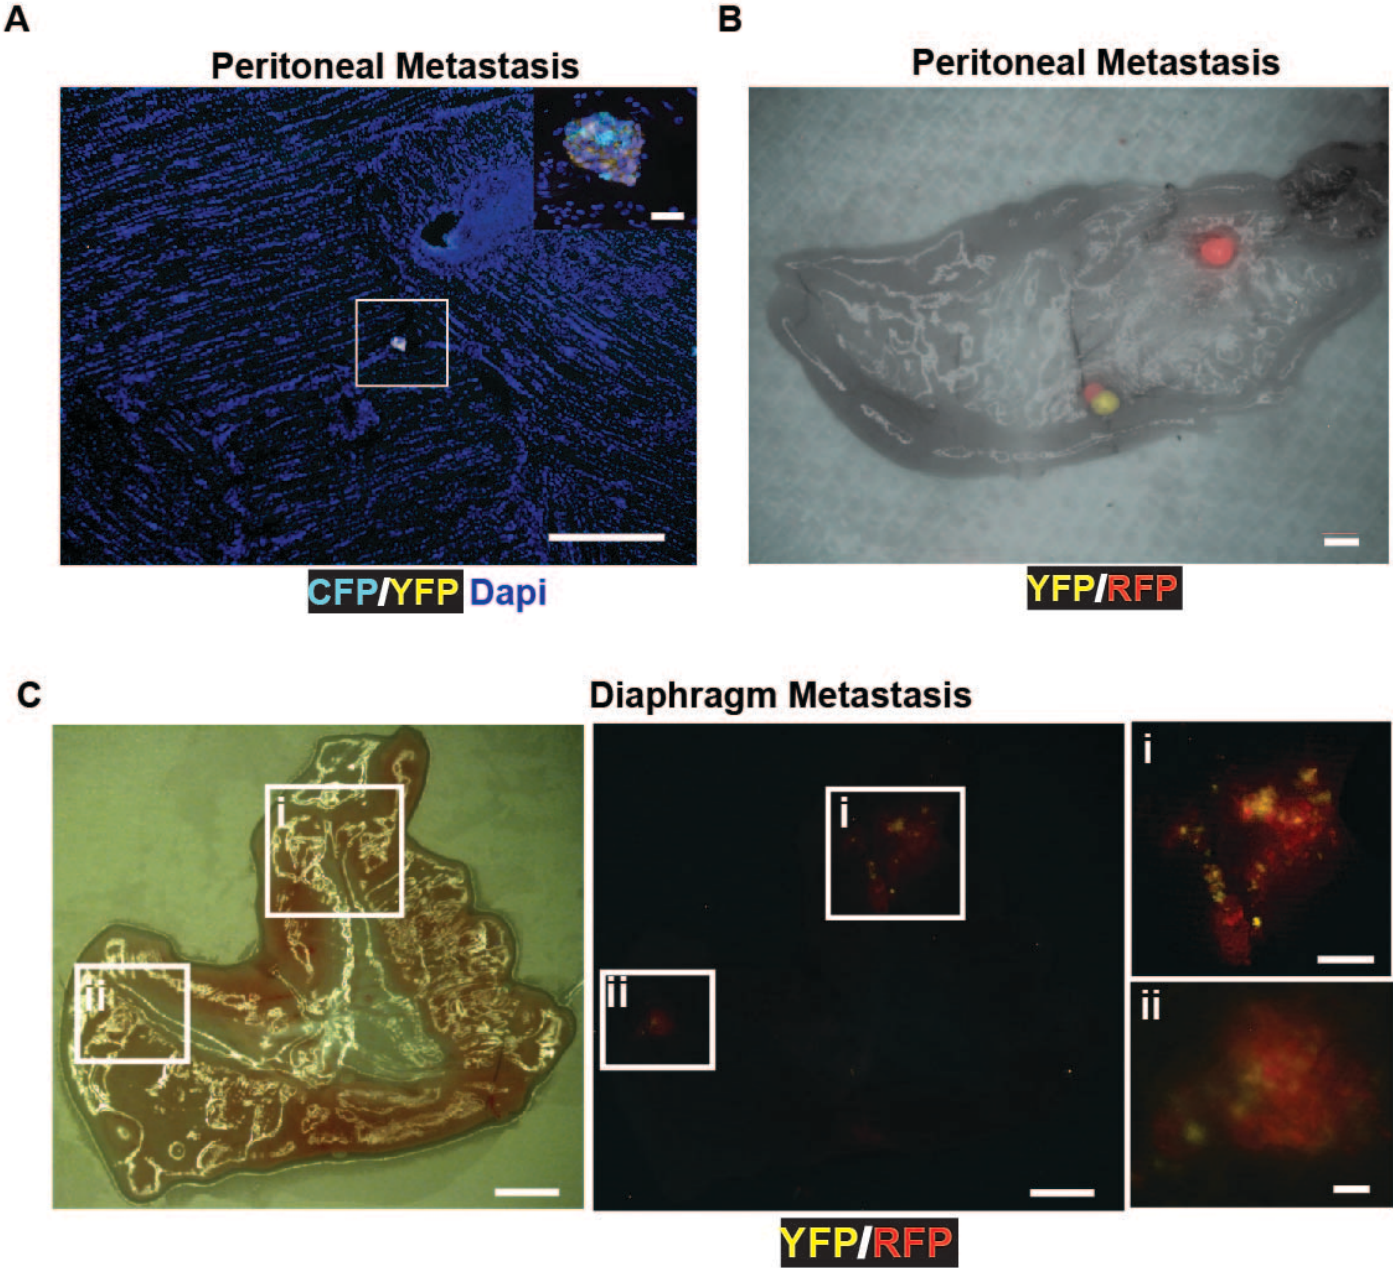 A
Peritoneal Metastasis
CFP/YFP Dapi
B
Peritoneal Metastasis
YFP/RFP
C
Diaphragm Metastasis
i
ii
i
ii
i
ii
YFP/RFP